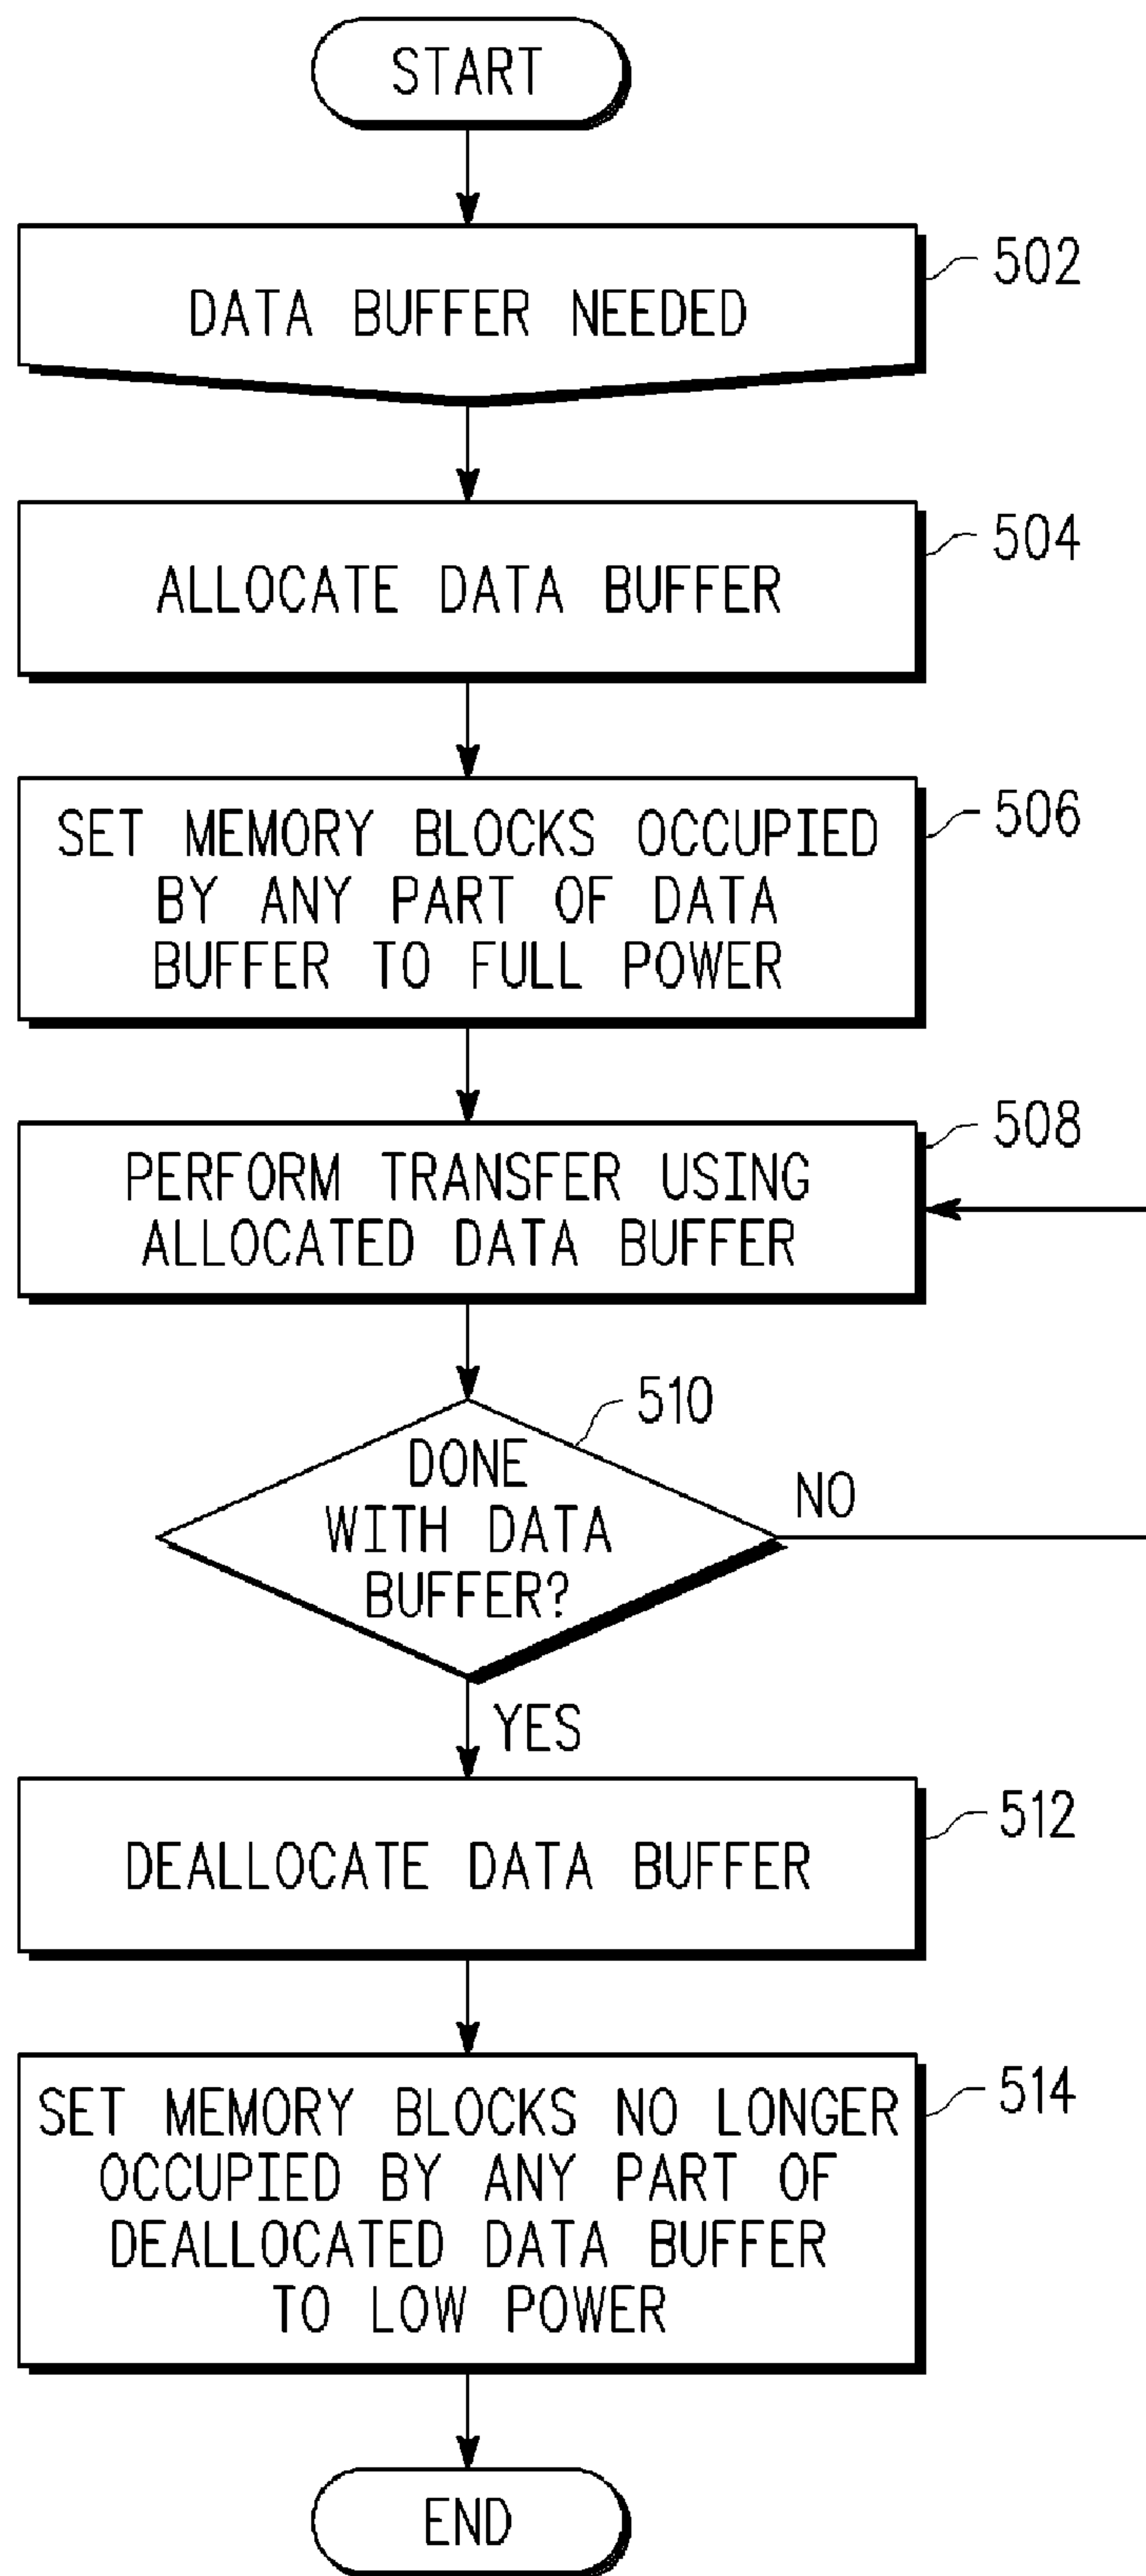 START
DATA BUFFER NEEDED
502
ALLOCATE DATA BUFFER
504
SET MEMORY BLOCKS OCCUPIED
BY ANY PART OF DATA
BUFFER TO FULL POWER
506
PERFORM TRANSFER USING
ALLOCATED DATA BUFFER
508
DONE
WITH DATA
BUFFER?
510
NO
YES
DEALLOCATE DATA BUFFER
512
SET MEMORY BLOCKS NO LONGER
OCCUPIED BY ANY PART OF
DEALLOCATED DATA BUFFER
TO LOW POWER
514
END